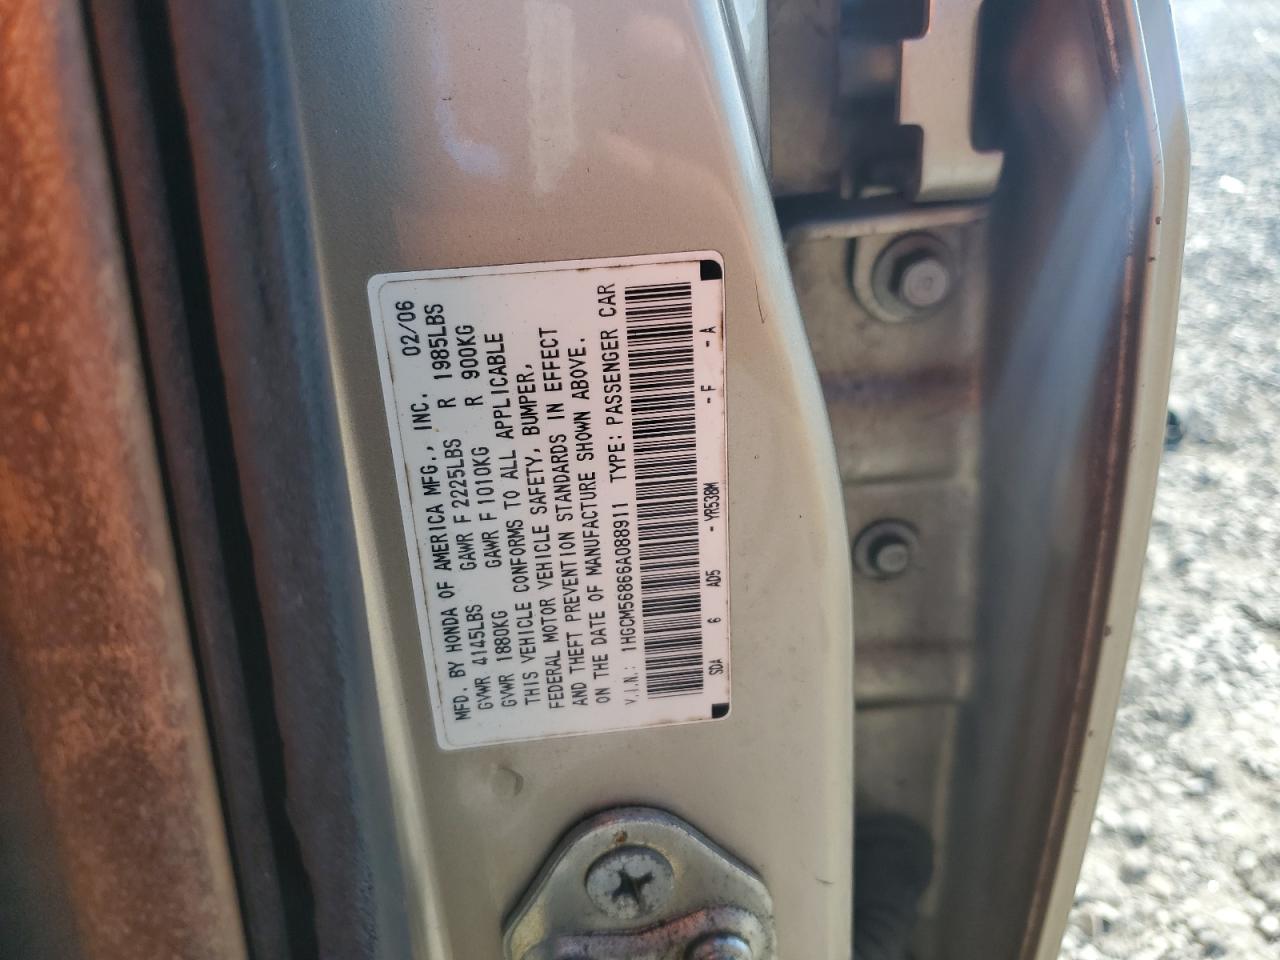 MFD. BY HONDA OF AMERICA MFG., INC. 02/06
GVWR 4145LBS GAWR F 2225LBS R 1985LBS
GVWR 1880KG GAWR F 1010KG R 900KG
THIS VEHICLE CONFORMS TO ALL APPLICABLE
FEDERAL MOTOR VEHICLE SAFETY, BUMPER,
AND THEFT PREVENTION STANDARDS IN EFFECT
ON THE DATE OF MANUFACTURE SHOWN ABOVE.
V.I.N.: 1HGCM56866A088911 TYPE: PASSENGER CAR
SDA 6 AD5 - YR538M - F - A